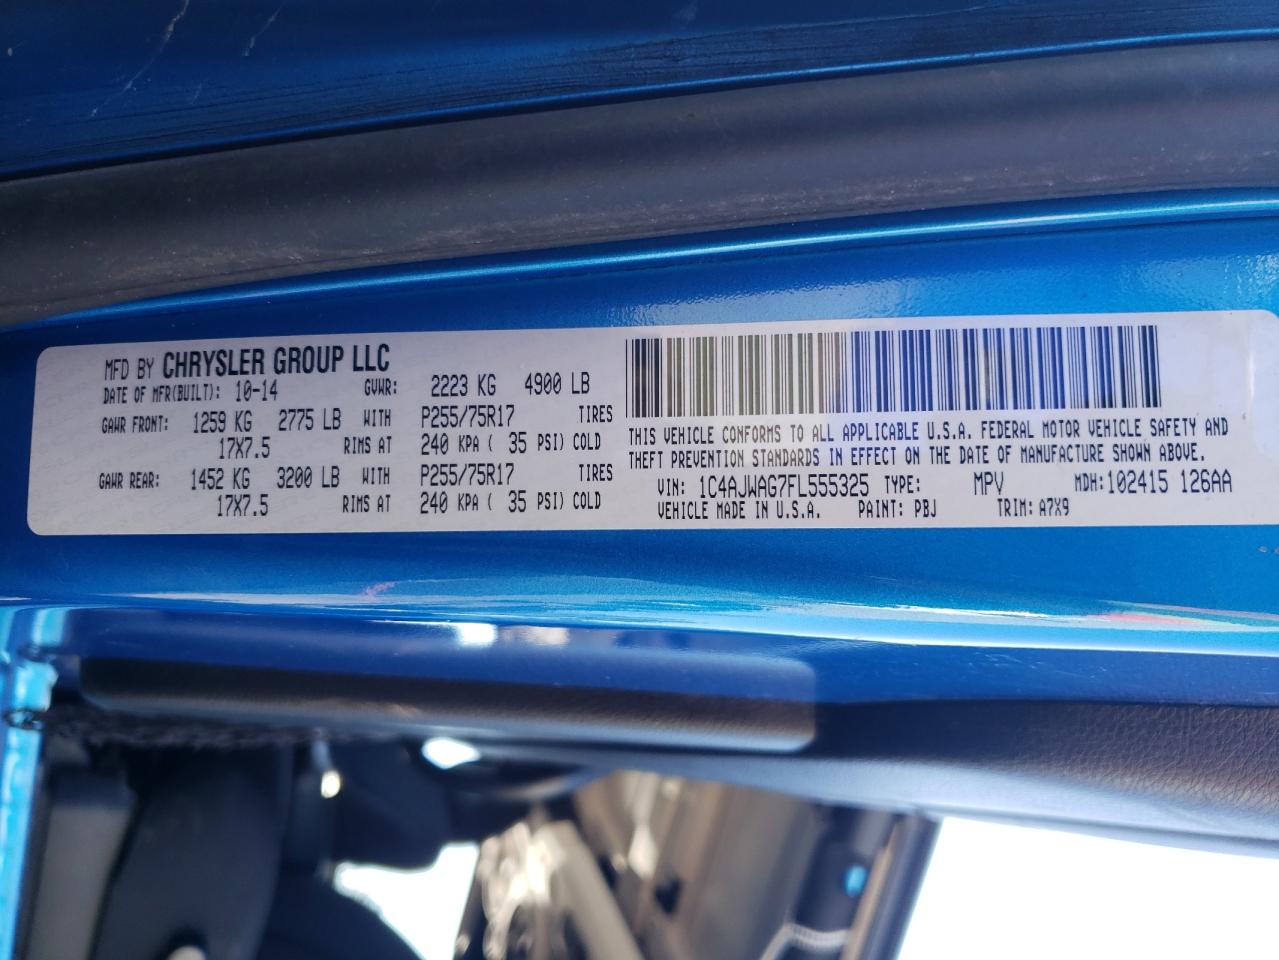 MFD BY CHRYSLER GROUP LLC
DATE OF MFR(BUILT): 10-14 GVWR: 2223 KG 4900 LB
GAWR FRONT: 1259 KG 2775 LB WITH P255/75R17 TIRES
17X7.5 RIMS AT 240 KPA ( 35 PSI) COLD
GAWR REAR: 1452 KG 3200 LB WITH P255/75R17 TIRES
17X7.5 RIMS AT 240 KPA ( 35 PSI) COLD
THIS VEHICLE CONFORMS TO ALL APPLICABLE U.S.A. FEDERAL MOTOR VEHICLE SAFETY AND
THEFT PREVENTION STANDARDS IN EFFECT ON THE DATE OF MANUFACTURE SHOWN ABOVE.
VIN: 1C4AJWAG7FL555325 TYPE: MPV MDH:102415 126AA
VEHICLE MADE IN U.S.A. PAINT: PBJ TRIM: A7X9